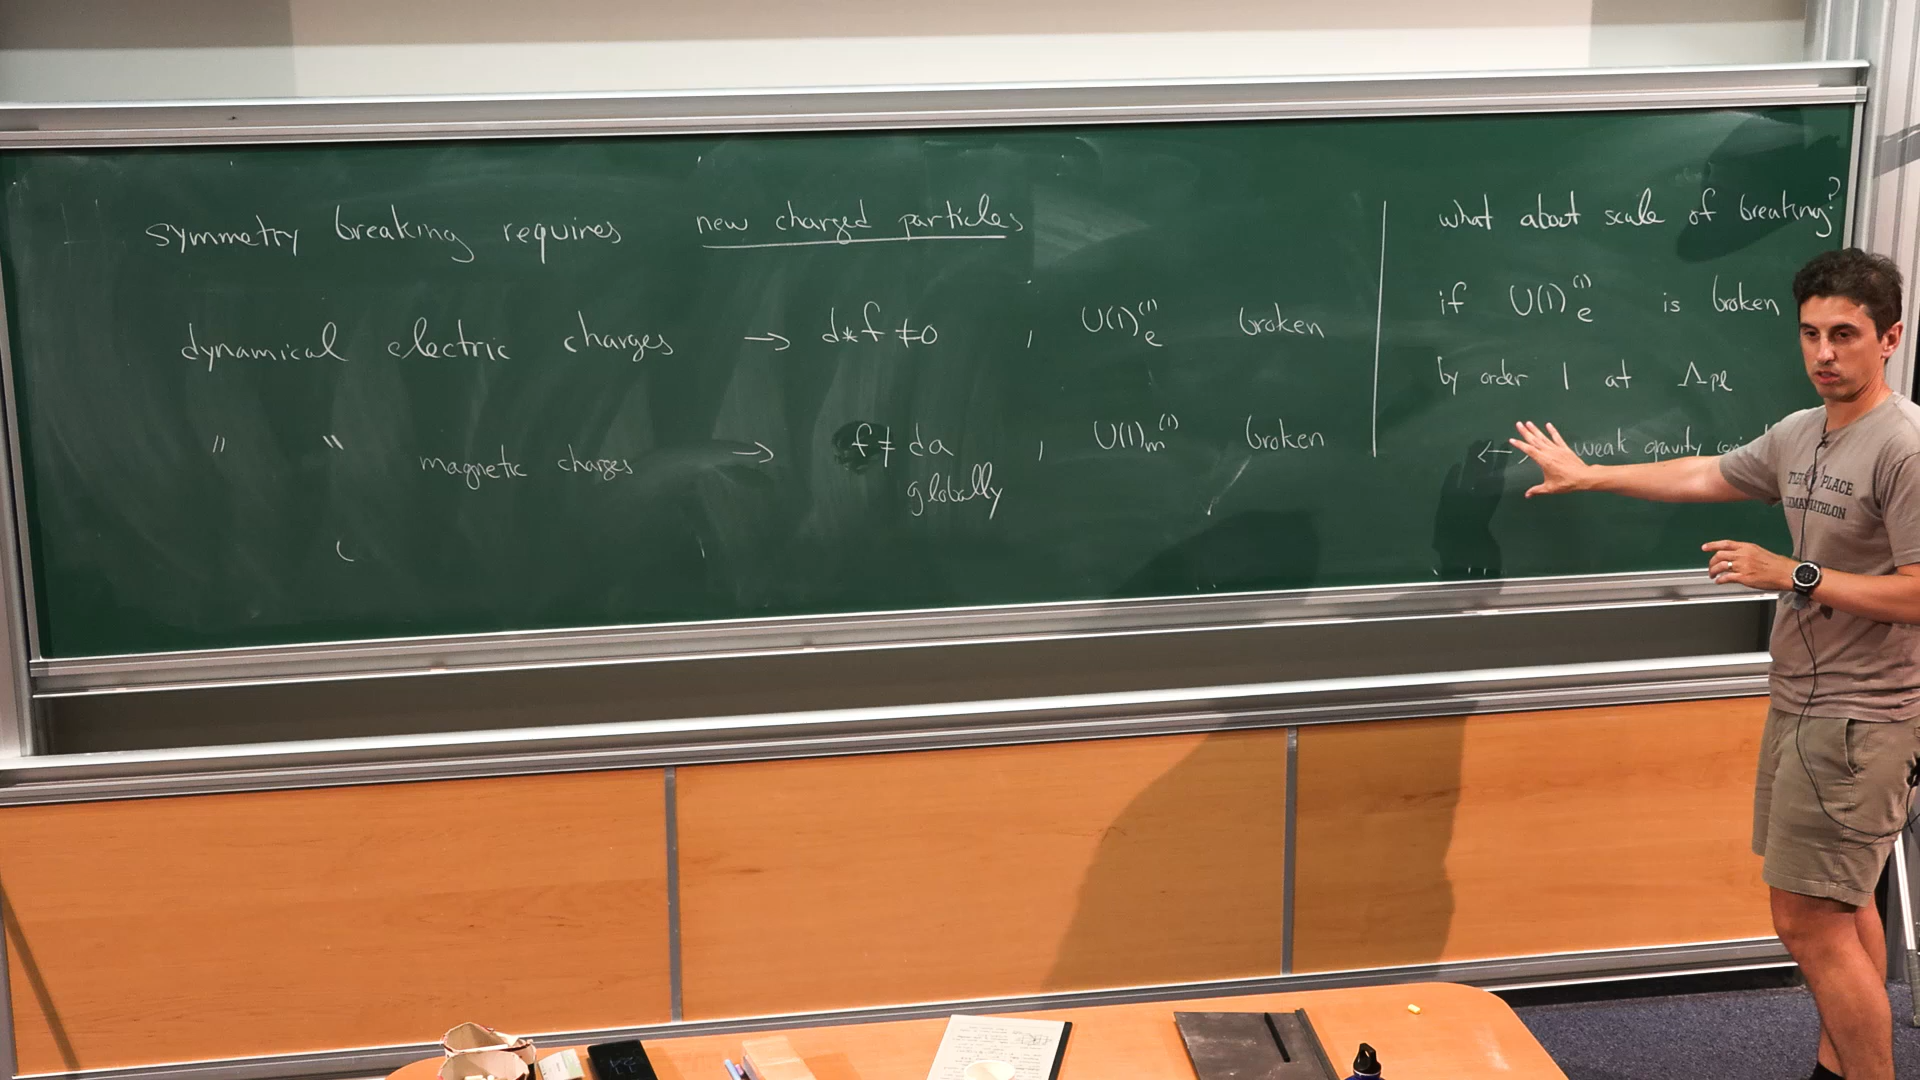 symmetry breaking requires new charged particles
dynamical electric charges → d*f ≠ 0 , U(1)e^(1) broken
" " magnetic charges → f ≠ da , U(1)m^(1) broken
globally
what about scale of breaking?
if U(1)e^(1) is broken
by order 1 at Λpl
weak gravity
PLACE